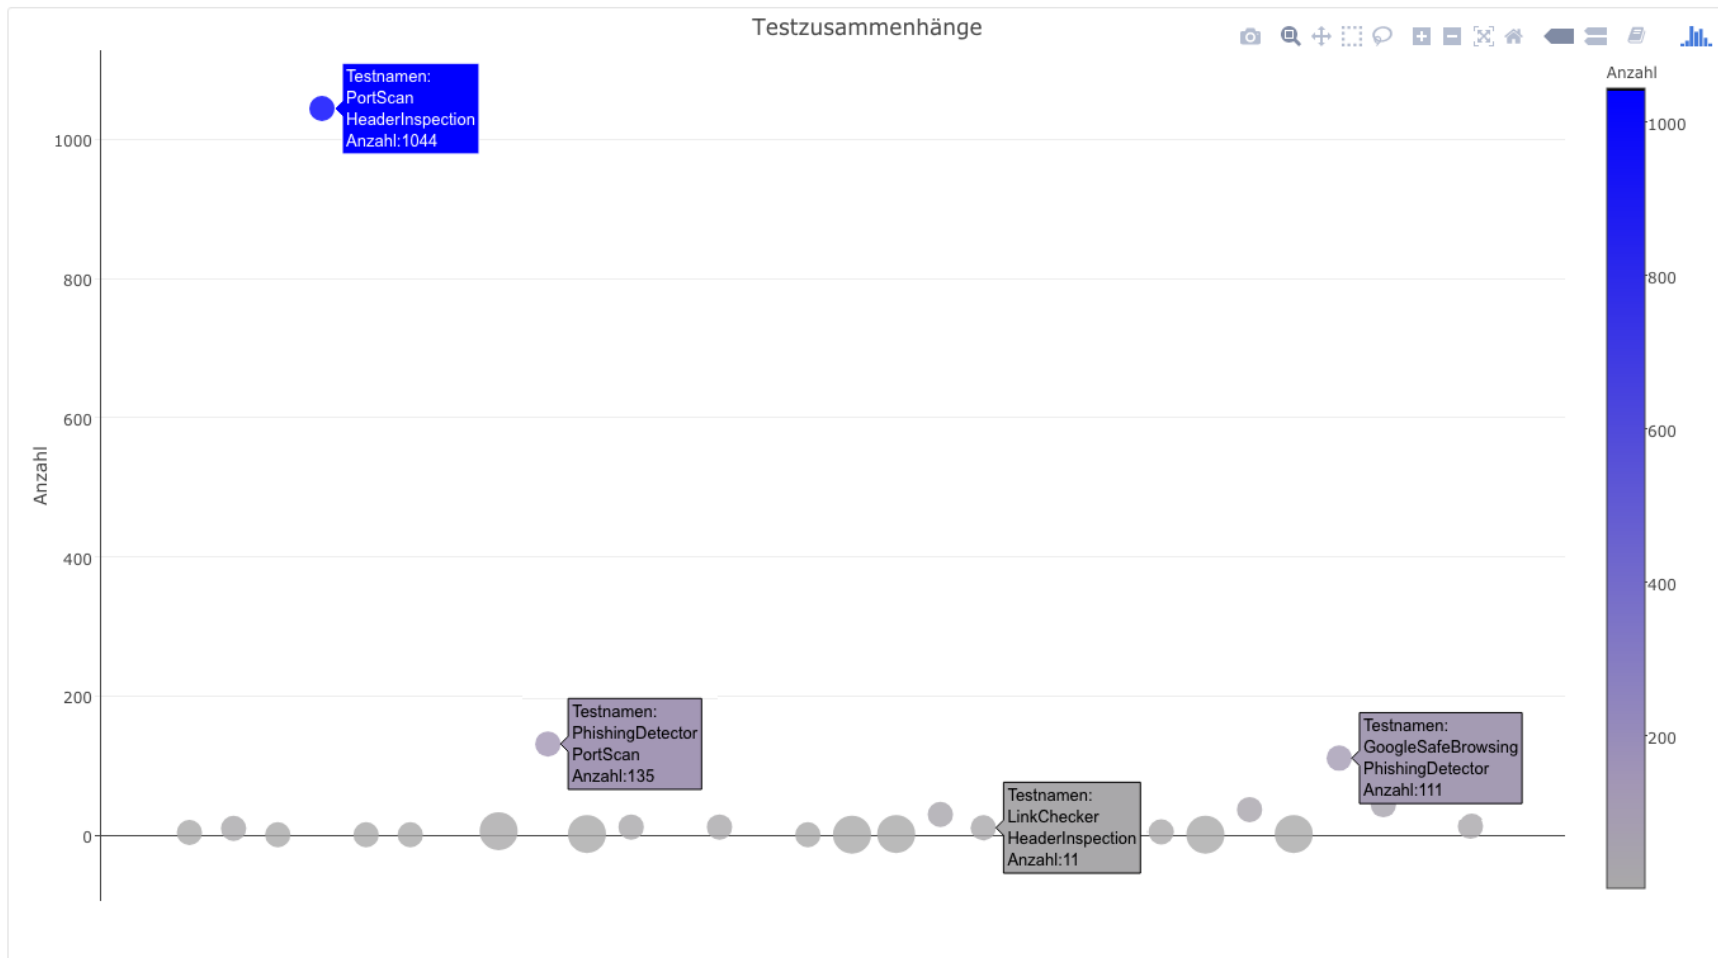 Testzusammenhänge
Anzahl
Testnamen:
PortScan
HeaderInspection
Anzahl:1044
1000
800
600
400
200
0
Anzahl
Testnamen:
PhishingDetector
PortScan
Anzahl:135
Testnamen:
LinkChecker
HeaderInspection
Anzahl:11
Testnamen:
GoogleSafeBrowsing
PhishingDetector
Anzahl:111
1000
800
600
400
200